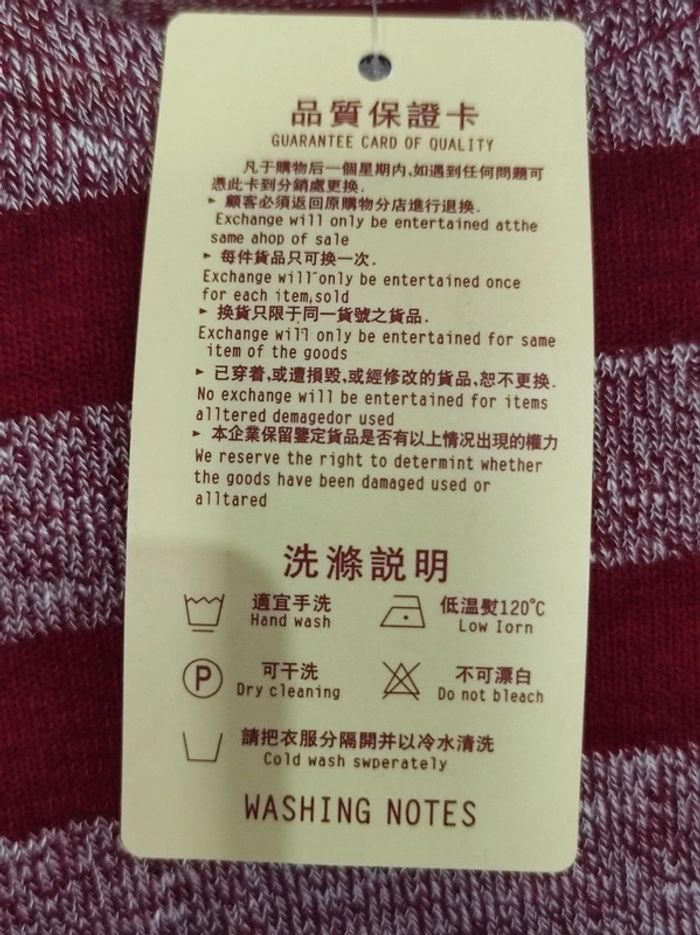 品質保證卡
GUARANTEE CARD OF QUALITY
凡于購物后一個星期内,如遇到任何問題可
憑此卡到分銷處更換.
► 顧客必須返回原購物分店進行退換.
Exchange will only be entertained atthe
same ahop of sale
► 每件貨品只可換一次.
Exchange will only be entertained once
for each item,sold
► 換貨只限于同一貨號之貨品.
Exchange will only be entertained for same
item of the goods
► 已穿着,或遭損毀,或經修改的貨品,恕不更換.
No exchange will be entertained for items
alltered demagedor used
► 本企業保留鑒定貨品是否有以上情况出現的權力
We reserve the right to determint whether
the goods have been damaged used or
alltared
洗滌説明
適宜手洗
Hand wash
低温熨120°C
Low Iorn
P
可干洗
Dry cleaning
不可漂白
Do not bleach
請把衣服分隔開并以冷水清洗
Cold wash swperately
WASHING NOTES